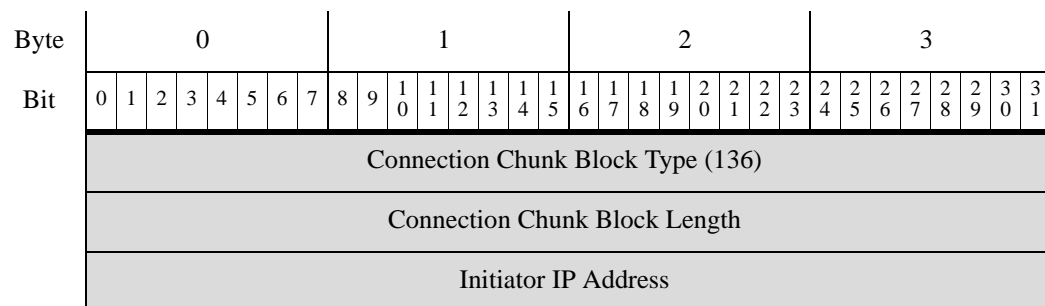 Byte 0 1 2 3
Bit 0 1 2 3 4 5 6 7 8 9 10 11 12 13 14 15 16 17 18 19 20 21 22 23 24 25 26 27 28 29 30 31
Connection Chunk Block Type (136)
Connection Chunk Block Length
Initiator IP Address